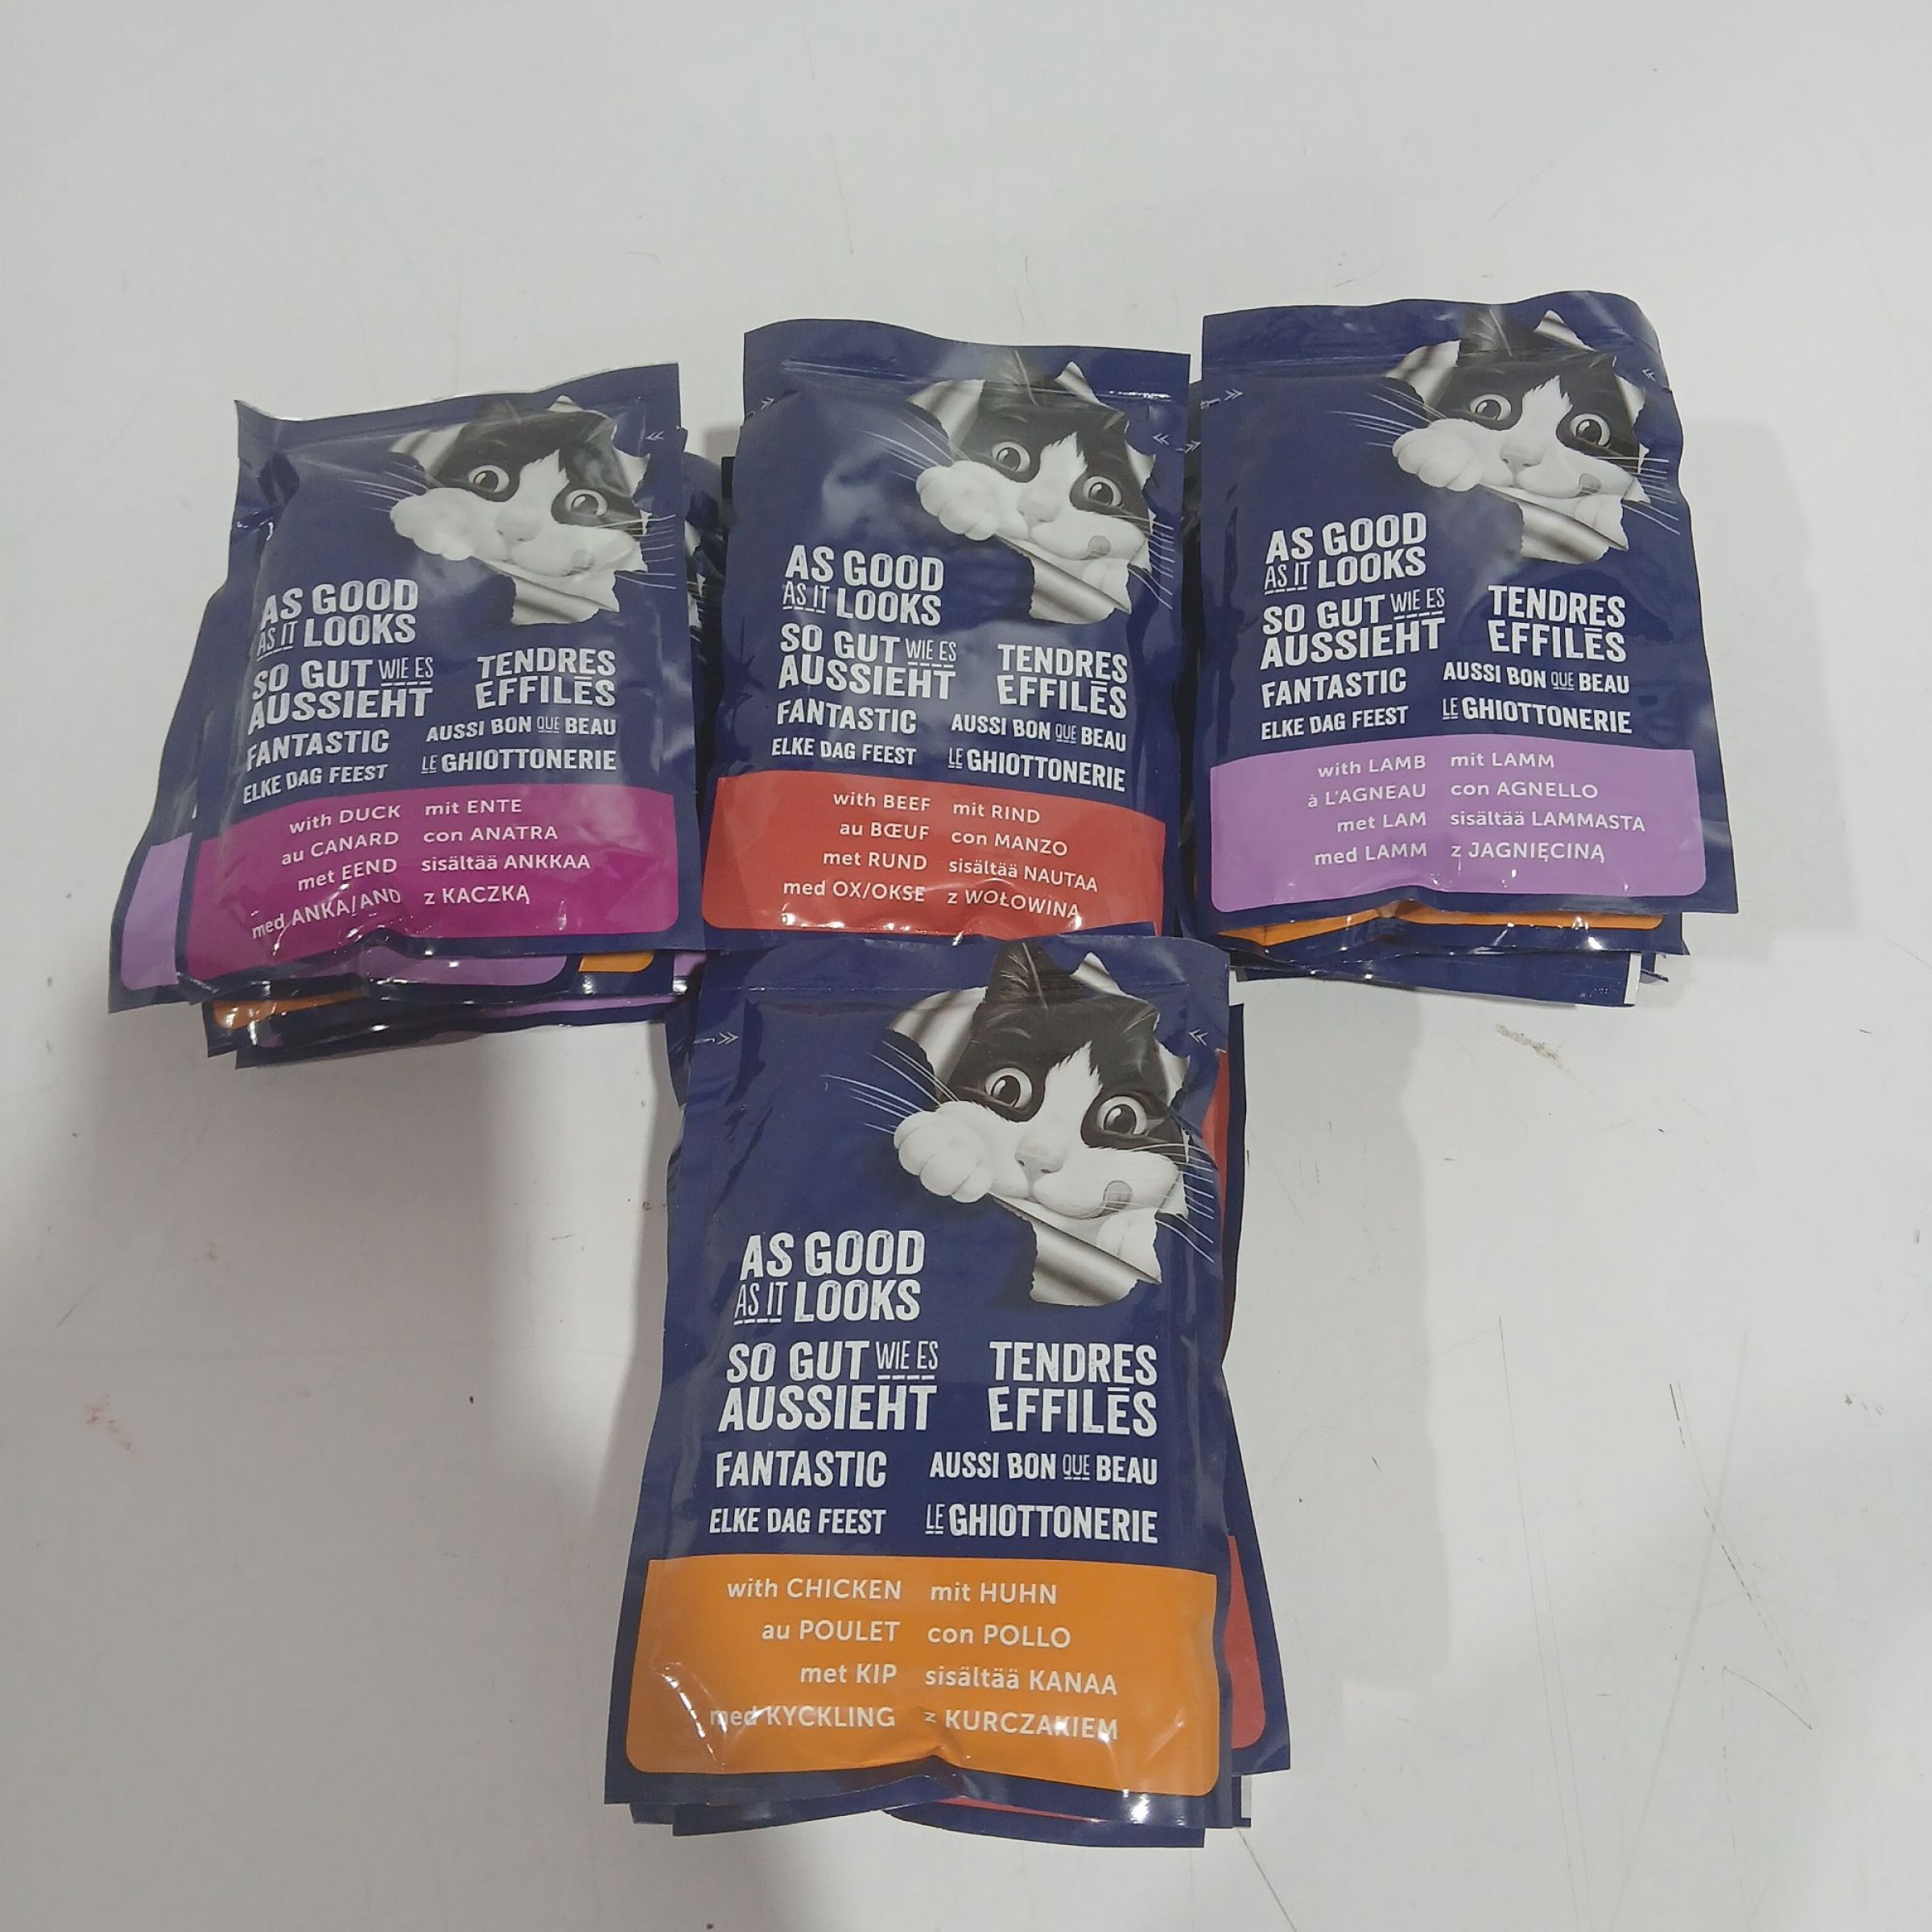 AS GOOD
AS IT LOOKS
SO GUT WIE ES
AUSSIEHT
TENDRES
EFFILÉS
FANTASTIC
AUSSI BON QUE BEAU
ELKE DAG FEEST
LE GHIOTTONERIE
with DUCK mit ENTE
au CANARD con ANATRA
met EEND sisältää ANKKAA
med ANKA/AND z KACZKĄ
AS GOOD
AS IT LOOKS
SO GUT WIE ES
AUSSIEHT
TENDRES
EFFILÉS
FANTASTIC
AUSSI BON QUE BEAU
ELKE DAG FEEST
LE GHIOTTONERIE
with BEEF mit RIND
au BŒUF con MANZO
met RUND sisältää NAUTAA
med OX/OKSE z WOŁOWINĄ
AS GOOD
AS IT LOOKS
SO GUT WIE ES
AUSSIEHT
TENDRES
EFFILÉS
FANTASTIC
AUSSI BON QUE BEAU
ELKE DAG FEEST
LE GHIOTTONERIE
with LAMB mit LAMM
à L'AGNEAU con AGNELLO
met LAM sisältää LAMMASTA
med LAMM z JAGNIĘCINĄ
AS GOOD
AS IT LOOKS
SO GUT WIE ES
AUSSIEHT
TENDRES
EFFILÉS
FANTASTIC
AUSSI BON QUE BEAU
ELKE DAG FEEST
LE GHIOTTONERIE
with CHICKEN mit HUHN
au POULET con POLLO
met KIP sisältää KANAA
med KYCKLING z KURCZAKIEM